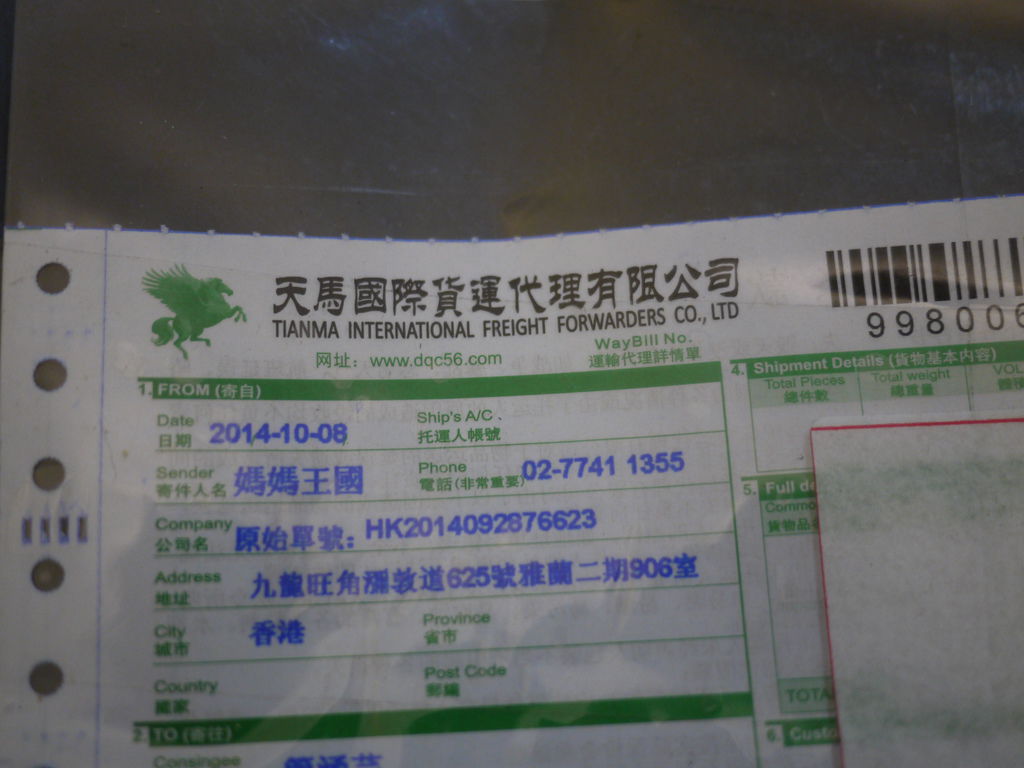 天馬國際貨運代理有限公司
TIANMA INTERNATIONAL FREIGHT FORWARDERS CO., LTD
网址：www.dqc56.com
WayBill No.
運輸代理詳情單
998006
1. FROM (寄自)
Date
日期
2014-10-08
Ship's A/C、
托運人帳號
Sender
寄件人名
媽媽王國
Phone
電話(非常重要)
02-7741 1355
Company
公司名
原始單號: HK2014092876623
Address
地址
九龍旺角彌敦道625號雅蘭二期906室
City
城市
香港
Province
省市
Country
國家
Post Code
郵編
2. TO (寄往)
Consingee
4. Shipment Details (貨物基本內容)
Total Pieces
總件數
Total weight
總重量
VOL
5. Full de
Commo
貨物品
TOTA
6. Custo